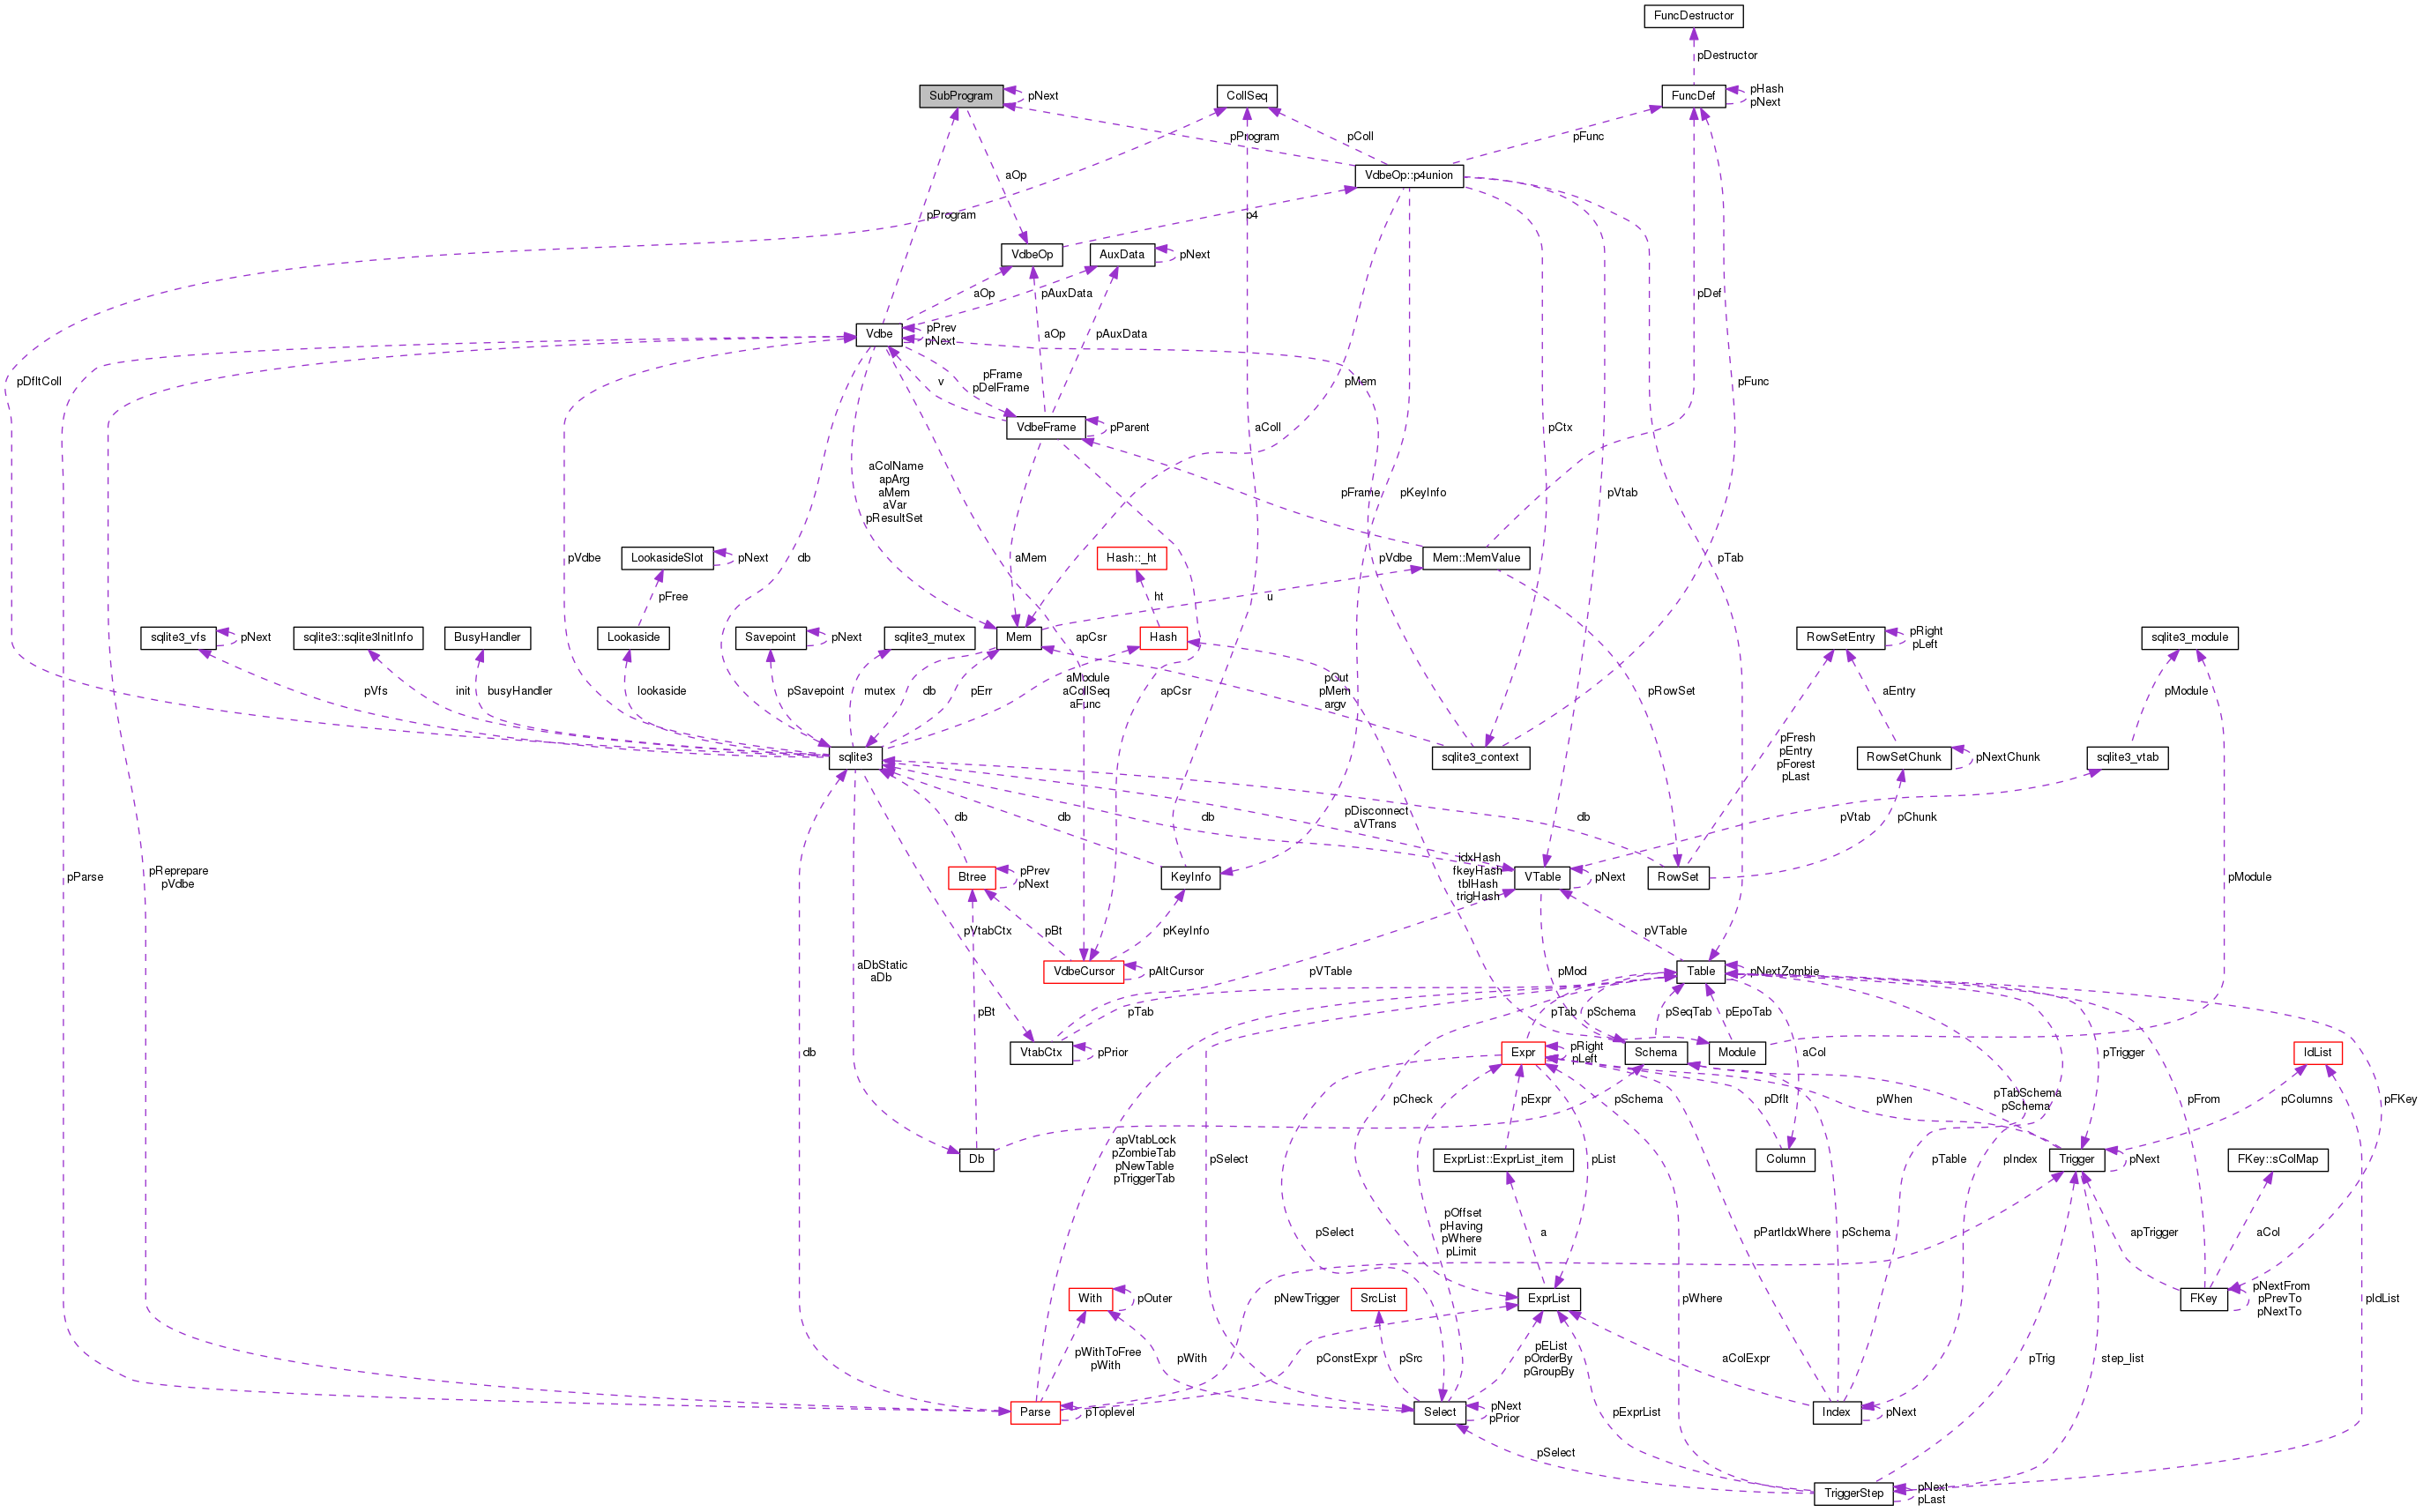 FuncDestructor
pDestructor
SubProgram
pNext
CollSeq
FuncDef
pHash
pNext
pProgram
pColl
pFunc
aOp
VdbeOp::p4union
pProgram
p4
VdbeOp
AuxData
pNext
aOp
pAuxData
pDef
Vdbe
pPrev
pNext
aOp
pAuxData
pDfltColl
v
pFrame
pDelFrame
pMem
pFunc
VdbeFrame
pParent
aColl
pCtx
aColName
apArg
aMem
aVar
pResultSet
pFrame
pKeyInfo
pVtab
pVdbe
db
LookasideSlot
pNext
aMem
Hash::_ht
pVdbe
Mem::MemValue
pTab
pFree
ht
u
sqlite3_vfs
pNext
sqlite3::sqlite3InitInfo
BusyHandler
Lookaside
Savepoint
pNext
sqlite3_mutex
Mem
apCsr
Hash
RowSetEntry
pRight
pLeft
sqlite3_module
pVfs
init
busyHandler
lookaside
pSavepoint
mutex
db
pErr
aModule
aCollSeq
aFunc
apCsr
pOut
pMem
argv
pRowSet
aEntry
pModule
sqlite3
sqlite3_context
pFresh
pEntry
pForest
pLast
RowSetChunk
pNextChunk
sqlite3_vtab
db
db
db
pDisconnect
aVTrans
db
pChunk
pVtab
pParse
pReprepare
pVdbe
Btree
pPrev
pNext
KeyInfo
idxHash
fkeyHash
tblHash
trigHash
VTable
pNext
RowSet
pModule
pVtabCtx
pBt
pKeyInfo
pVTable
aDbStatic
aDb
VdbeCursor
pAltCursor
pVTable
pMod
Table
pNextZombie
pBt
pTab
pTab
pSchema
pSeqTab
pEpoTab
db
VtabCtx
pPrior
Expr
pRight
pLeft
Schema
Module
aCol
pTrigger
IdList
pCheck
pExpr
pSchema
pDflt
pWhen
pTabSchema
pSchema
pFrom
pColumns
pFKey
apVtabLock
pZombieTab
pNewTable
pTriggerTab
Db
pSelect
ExprList::ExprList_item
pList
Column
pTable
pIndex
Trigger
pNext
FKey::sColMap
pSelect
pOffset
pHaving
pWhere
pLimit
a
pPartIdxWhere
pSchema
apTrigger
aCol
With
pOuter
pNewTrigger
SrcList
ExprList
pWhere
FKey
pNextFrom
pPrevTo
pNextTo
pIdList
pWithToFree
pWith
pWith
pConstExpr
pSrc
pEList
pOrderBy
pGroupBy
aColExpr
pTrig
step_list
Parse
pToplevel
Select
pNext
pPrior
pExprList
Index
pNext
pSelect
TriggerStep
pNext
pLast